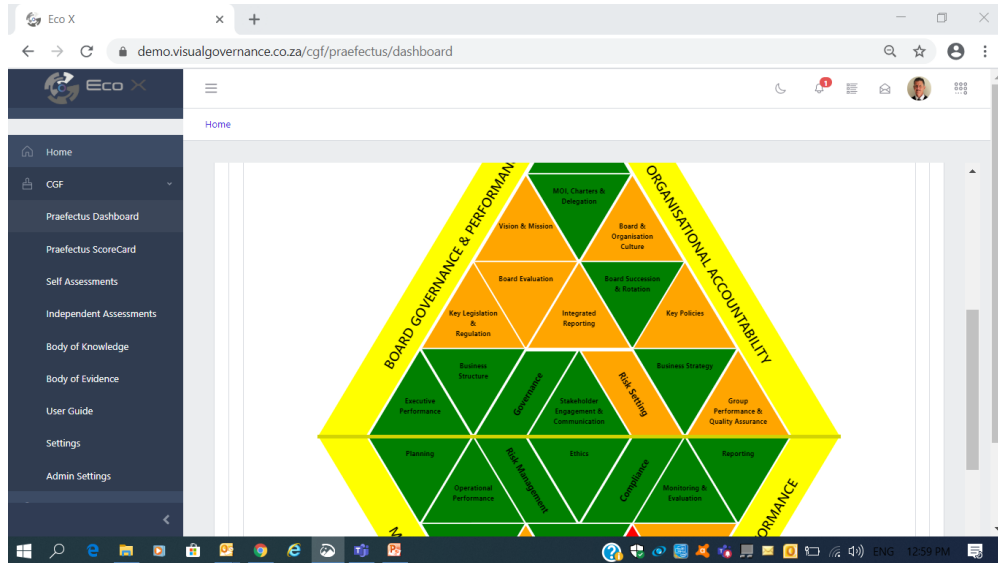 Eco X
demo.visualgovernance.co.za/cgf/praefectus/dashboard
Eco X
1
Home
Home
CGF
Praefectus Dashboard
Praefectus ScoreCard
Self Assessments
Independent Assessments
Body of Knowledge
Body of Evidence
User Guide
Settings
Admin Settings
BOARD GOVERNANCE & PERFORMAN
ORGANISATIONAL ACCOUNTABILITY
MOI, Charters &
Delegation
Vision & Mission
Board &
Organisation
Culture
Board Evaluation
Board Succession
& Rotation
Key Legislation
&
Regulation
Integrated
Reporting
Key Policies
Business
Structure
Governance
Risk Setting
Business Strategy
Executive
Performance
Stakeholder
Engagement &
Communication
Group
Performance &
Quality Assurance
Planning
Risk Management
Ethics
Compliance
Reporting
Operational
Performance
Monitoring &
Evaluation
M
ORMANCE
ENG
12:59 PM